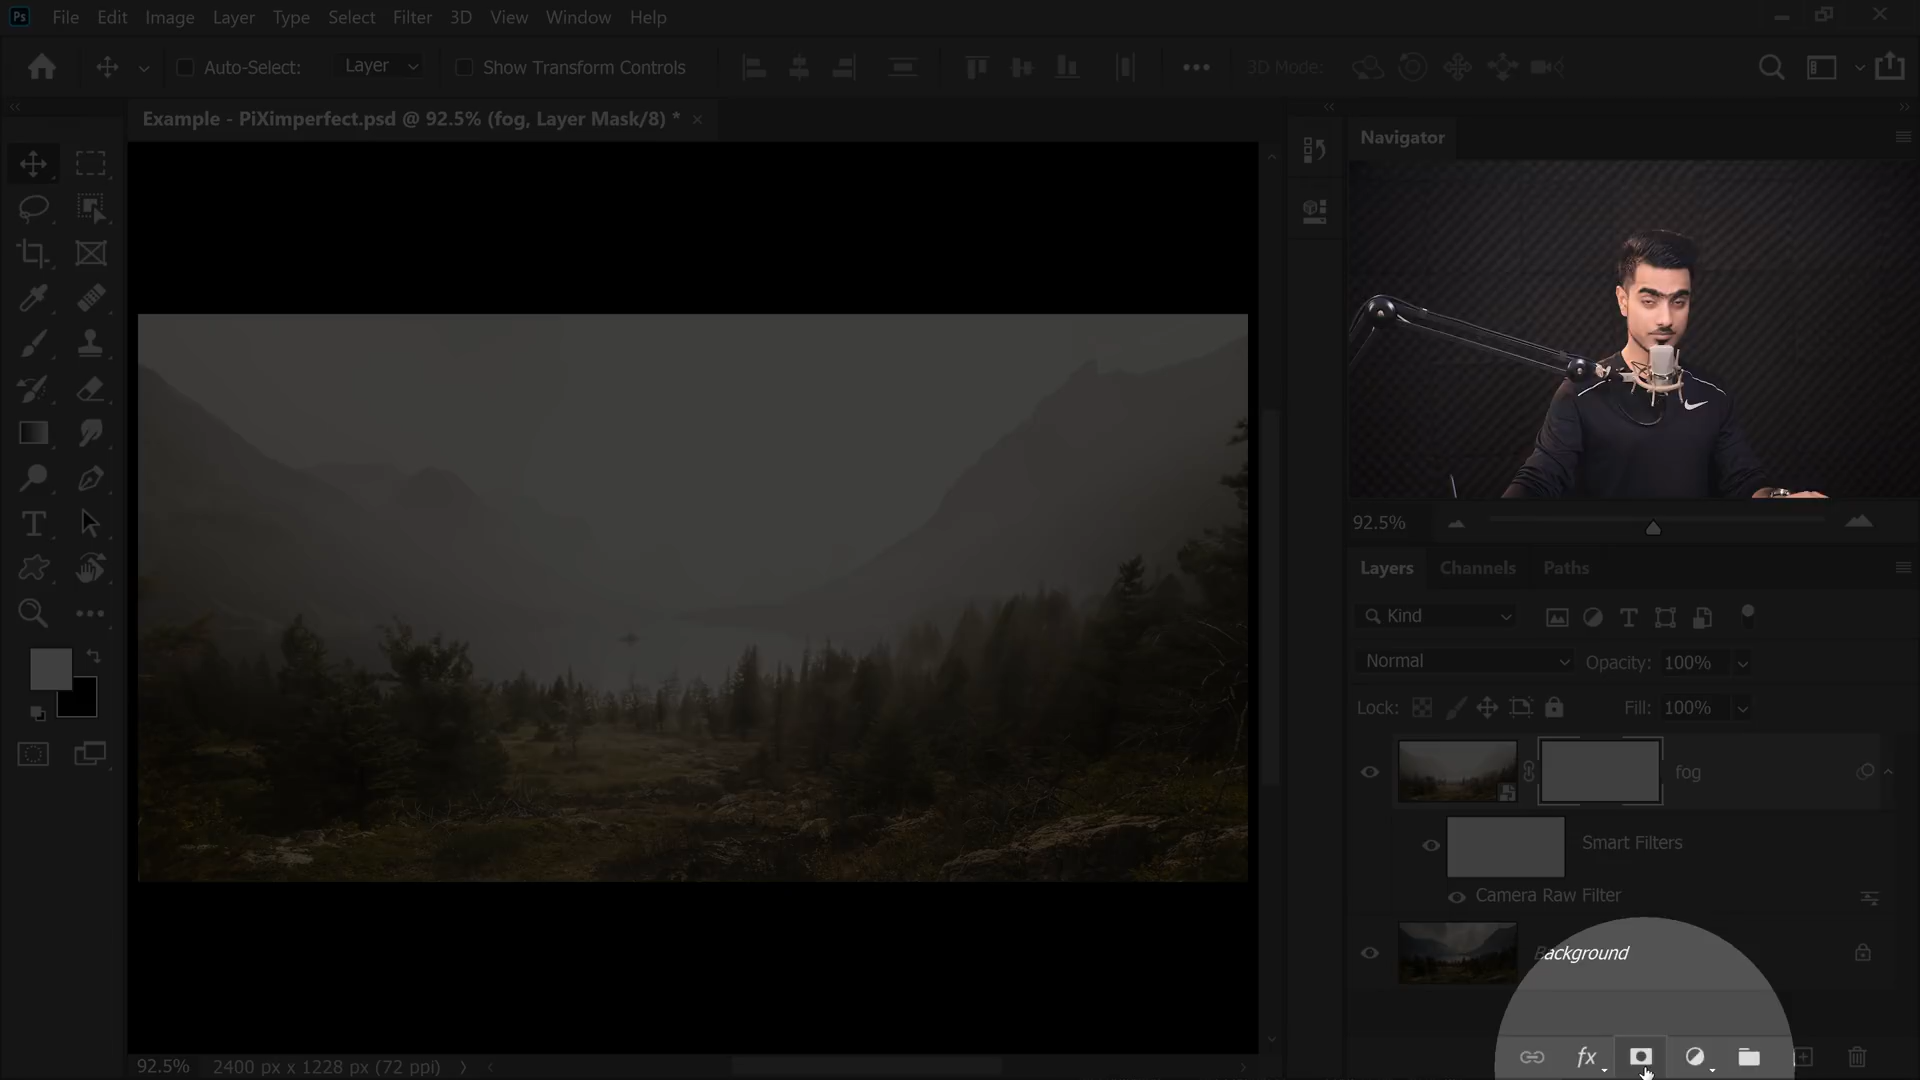 Ps File Edit Image Layer Type Select Filter 3D View Window Help
Auto-Select: Layer Show Transform Controls 3D Mode:
Example - PiXimperfect.psd @ 92.5% (fog, Layer Mask/8) *
Navigator
92.5%
Layers Channels Paths
Kind
Normal Opacity: 100%
Lock: Fill: 100%
fog
Smart Filters
Camera Raw Filter
Background
fx
92.5% 2400 px x 1228 px (72 ppi)